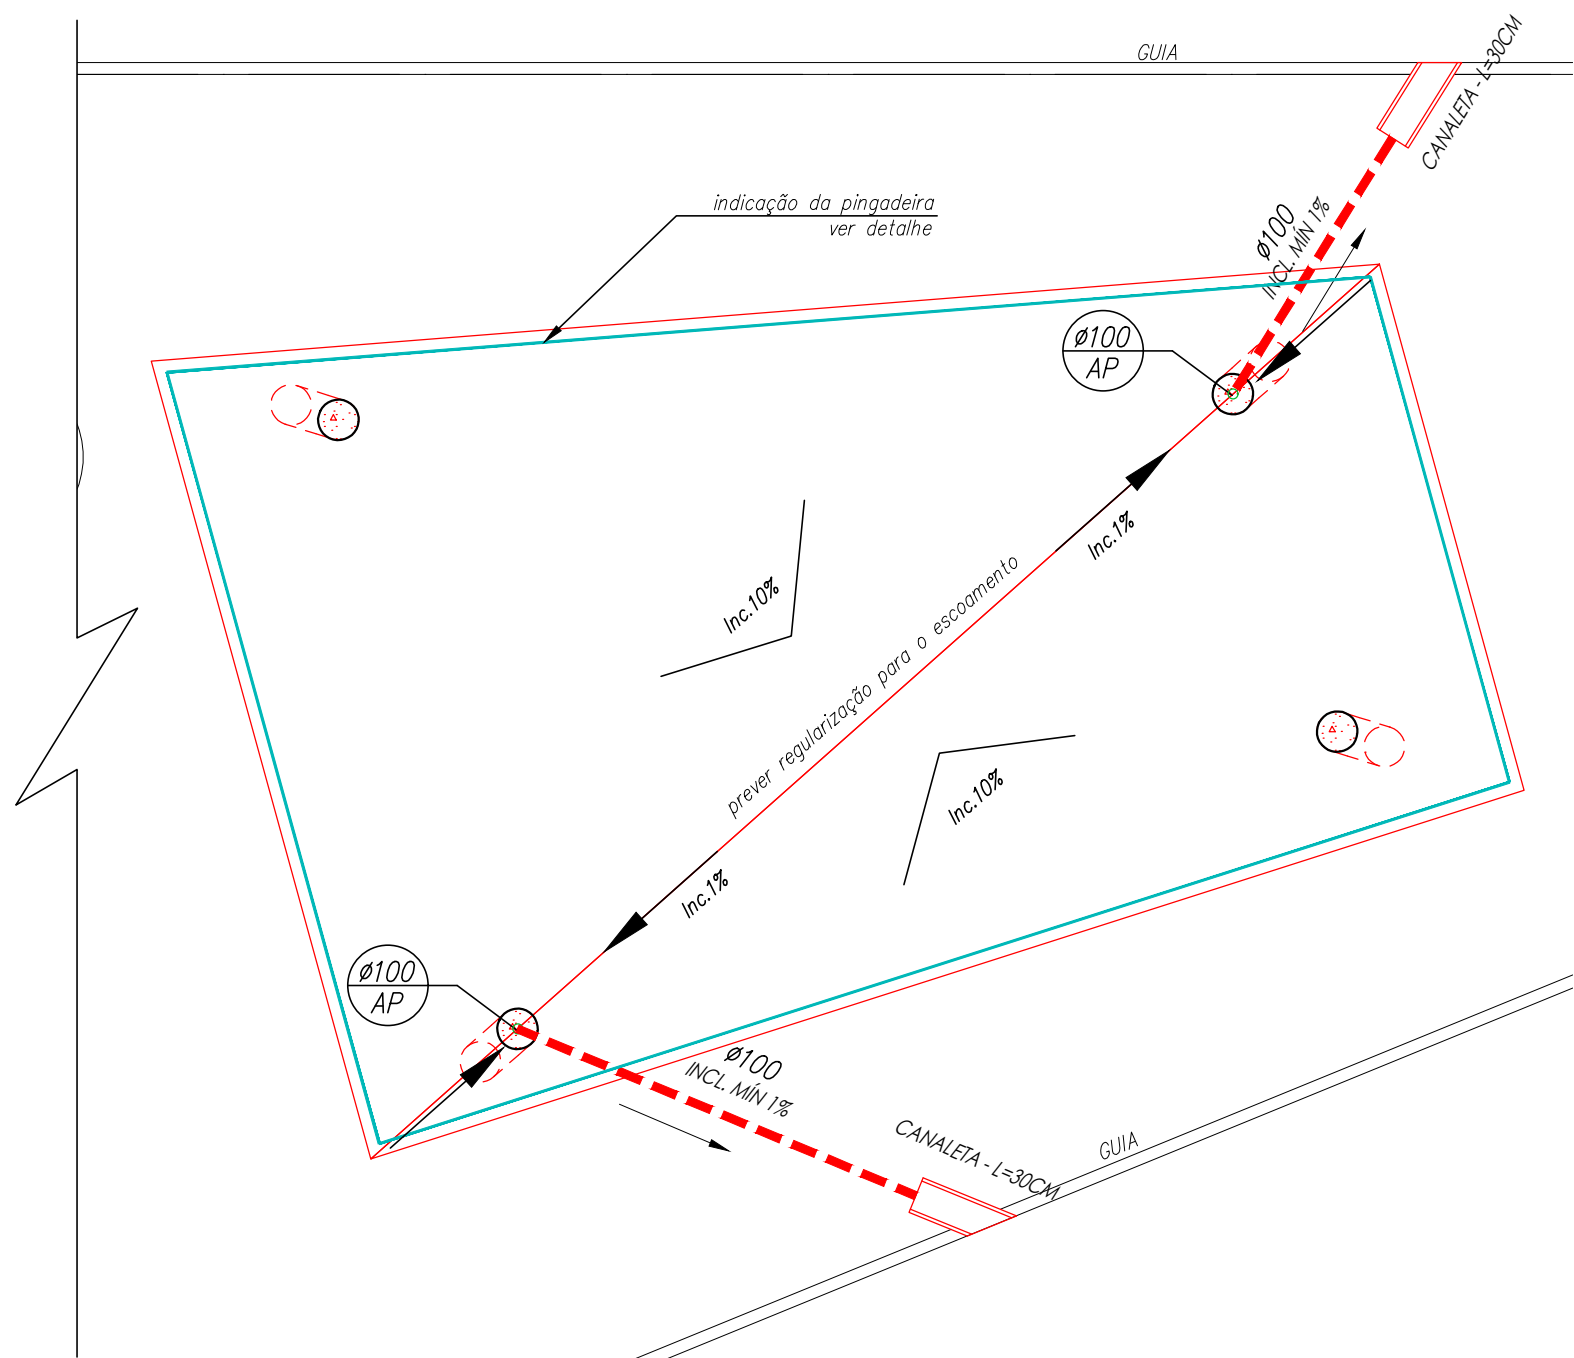 GUIA
CANALETA - L=30CM
indicação da pingadeira
ver detalhe
ø100
INCL. MÍN 1%
ø100
AP
Inc.1%
prever regularização para o escoamento
Inc.10%
Inc.10%
Inc.1%
ø100
AP
ø100
INCL. MÍN 1%
CANALETA - L=30CM
GUIA